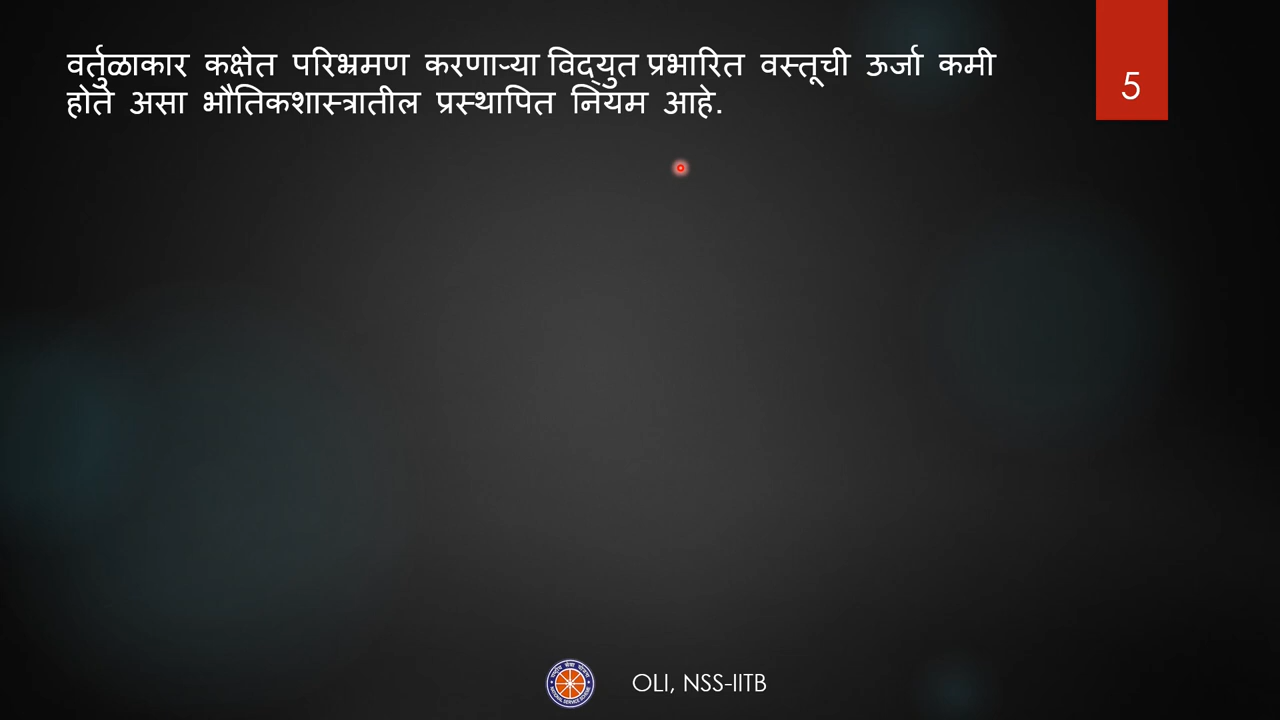 वर्तुळाकार कक्षेत परिभ्रमण करणाऱ्या विद्‌युत प्रभारित वस्तूची ऊर्जा कमी
होते असा भौतिकशास्त्रातील प्रस्थापित नियम आहे.
5
OLI, NSS-IITB